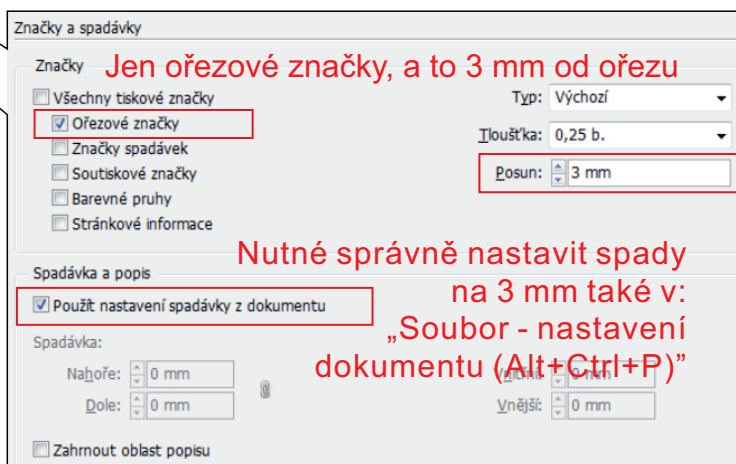 Značky a spadávky
Značky
Jen ořezové značky, a to 3 mm od ořezu
Všechny tiskové značky
Typ: Výchozí
Ořezové značky
Tloušťka: 0,25 b.
Značky spadávek
Soutiskové značky
Posun: 3 mm
Barevné pruhy
Stránkové informace
Nutné správně nastavit spady
na 3 mm také v:
„Soubor - nastavení
dokumentu (Alt+Ctrl+P)”
Spadávka a popis
Použít nastavení spadávky z dokumentu
Spadávka:
Nahoře: 0 mm
Vnitřní: 0 mm
Dole: 0 mm
Vnější: 0 mm
Zahrnout oblast popisu